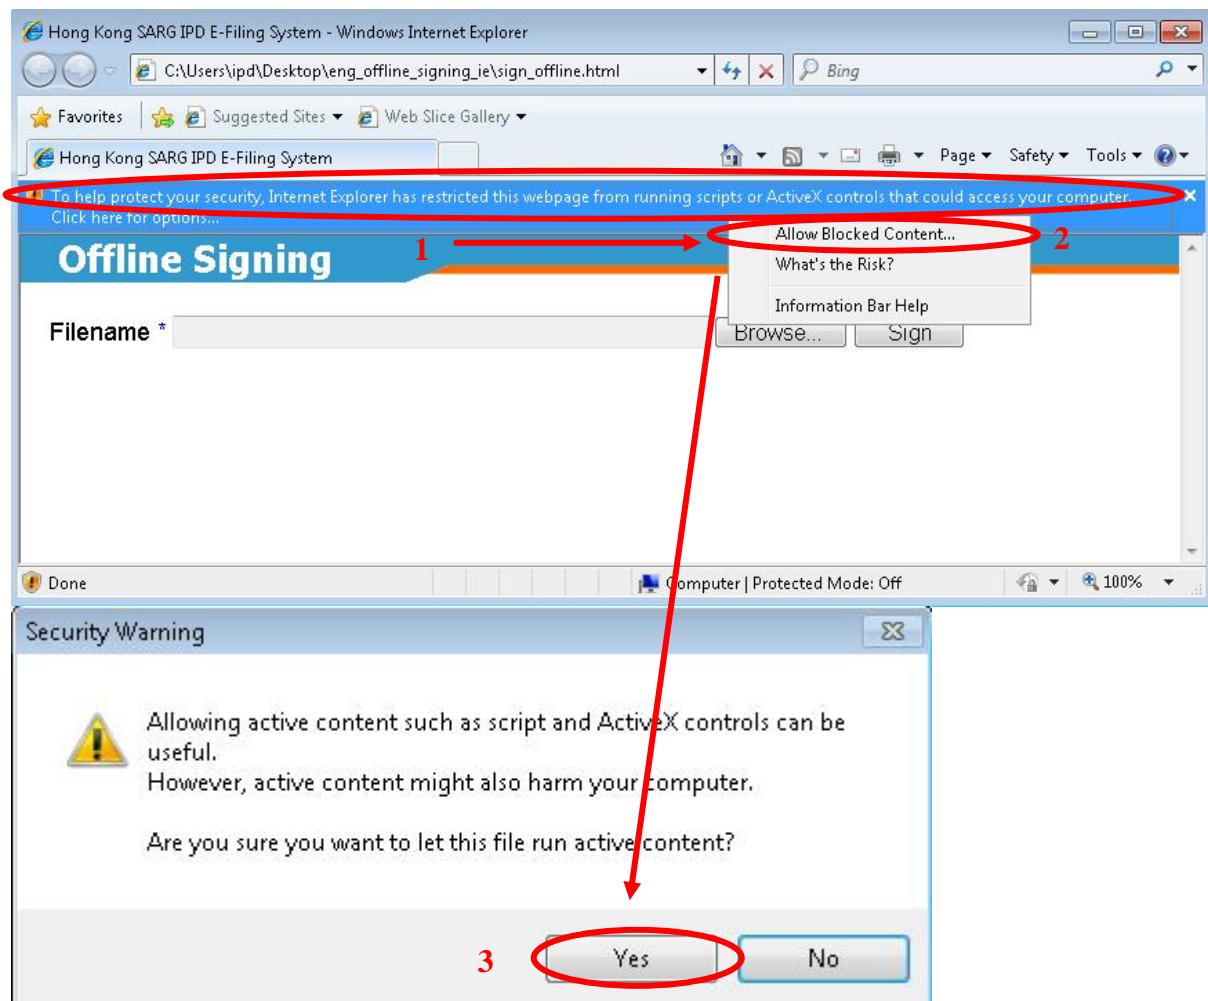 Hong Kong SARG IPD E-Filing System - Windows Internet Explorer
C:\Users\ipd\Desktop\eng_offline_signing_ie\sign_offline.html Bing
Favorites Suggested Sites Web Slice Gallery
Hong Kong SARG IPD E-Filing System Page Safety Tools
To help protect your security, Internet Explorer has restricted this webpage from running scripts or ActiveX controls that could access your computer.
Click here for options...
1 Allow Blocked Content... 2
Offline Signing
What's the Risk?
Information Bar Help
Filename * Browse... Sign
Done Computer | Protected Mode: Off 100%
Security Warning
Allowing active content such as script and ActiveX controls can be
useful.
However, active content might also harm your computer.
Are you sure you want to let this file run active content?
3 Yes No